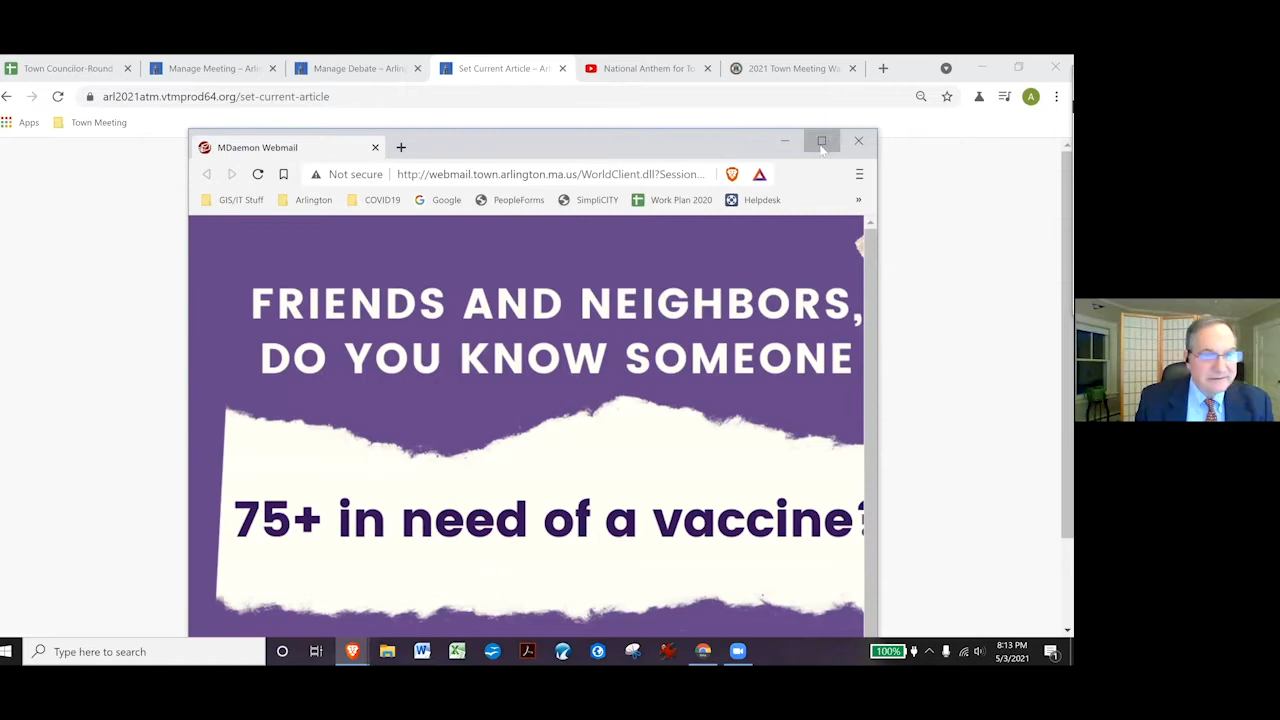 Town Councilor-Round
Manage Meeting – Arli
Manage Debate – Arlin
Set Current Article – Arl
National Anthem for To
2021 Town Meeting Wa
arl2021atm.vtmprod64.org/set-current-article
A
Apps
Town Meeting
MDaemon Webmail
Not secure
http://webmail.town.arlington.ma.us/WorldClient.dll?Session...
GIS/IT Stuff
Arlington
COVID19
Google
PeopleForms
SimpliCITY
Work Plan 2020
Helpdesk
»
FRIENDS AND NEIGHBORS,
DO YOU KNOW SOMEONE
75+ in need of a vaccine?
Type here to search
100%
8:13 PM
5/3/2021
1